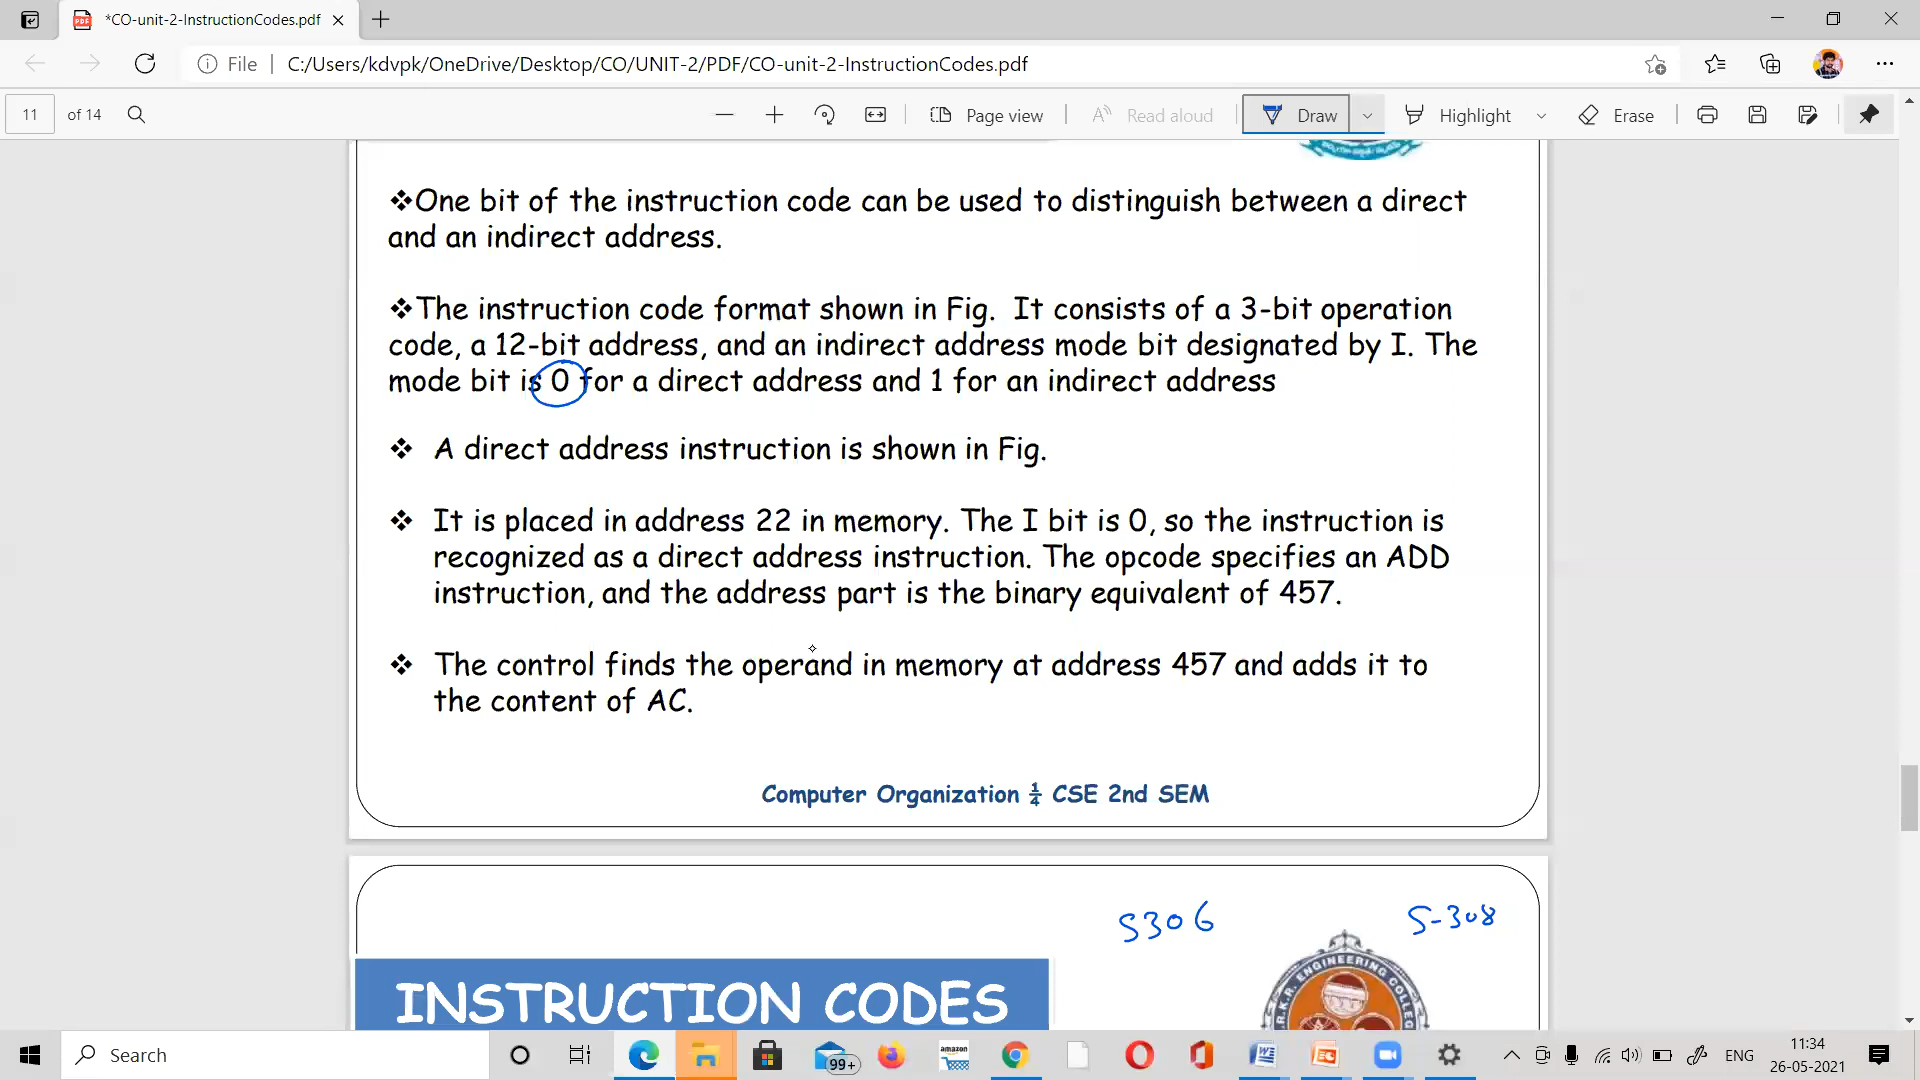 *CO-unit-2-InstructionCodes.pdf
File
C:/Users/kdvpk/OneDrive/Desktop/CO/UNIT-2/PDF/CO-unit-2-InstructionCodes.pdf
11 of 14
Page view
Read aloud
Draw
Highlight
Erase
❖One bit of the instruction code can be used to distinguish between a direct
and an indirect address.
❖The instruction code format shown in Fig. It consists of a 3-bit operation
code, a 12-bit address, and an indirect address mode bit designated by I. The
mode bit is 0 for a direct address and 1 for an indirect address
❖ A direct address instruction is shown in Fig.
❖ It is placed in address 22 in memory. The I bit is 0, so the instruction is
recognized as a direct address instruction. The opcode specifies an ADD
instruction, and the address part is the binary equivalent of 457.
❖ The control finds the operand in memory at address 457 and adds it to
the content of AC.
Computer Organization ¼ CSE 2nd SEM
S306
S-308
INSTRUCTION CODES
R.K.R. ENGINEERING COLLEG
Search
99+
amazon
ENG
11:34
26-05-2021